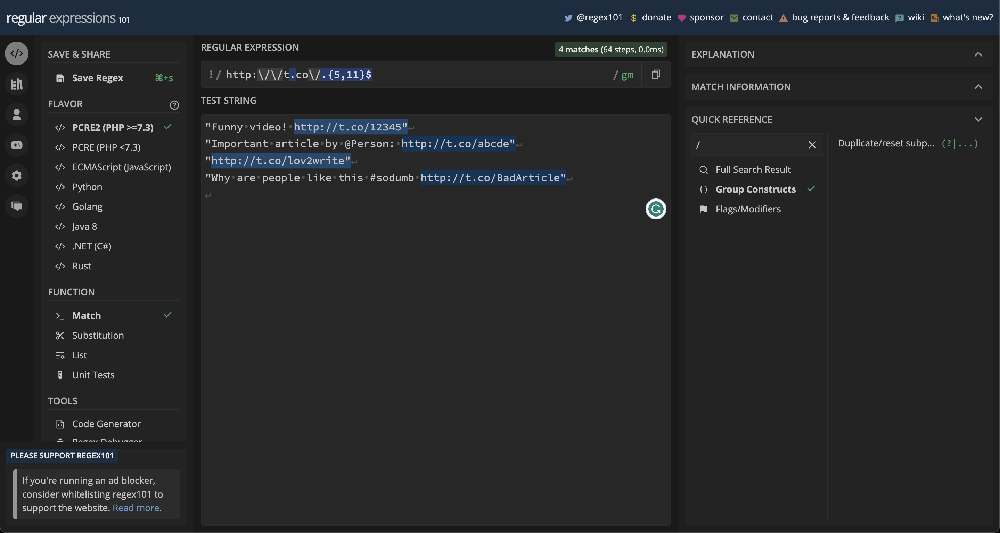 regular expressions 101
@regex101 donate sponsor contact bug reports & feedback wiki what's new?
SAVE & SHARE
Save Regex ⌘+s
FLAVOR
PCRE2 (PHP >=7.3)
PCRE (PHP <7.3)
ECMAScript (JavaScript)
Python
Golang
Java 8
.NET (C#)
Rust
FUNCTION
Match
Substitution
List
Unit Tests
TOOLS
Code Generator
Regex Debugger
PLEASE SUPPORT REGEX101
If you're running an ad blocker,
consider whitelisting regex101 to
support the website. Read more.
REGULAR EXPRESSION
4 matches (64 steps, 0.0ms)
/ http:\/\/t.co\/.{5,11}$ / gm
TEST STRING
"Funny video! http://t.co/12345"
"Important article by @Person: http://t.co/abcde"
"http://t.co/lov2write"
"Why are people like this #sodumb http://t.co/BadArticle"
EXPLANATION
MATCH INFORMATION
QUICK REFERENCE
/
Full Search Result
Group Constructs
Flags/Modifiers
Duplicate/reset subp... (?|...)